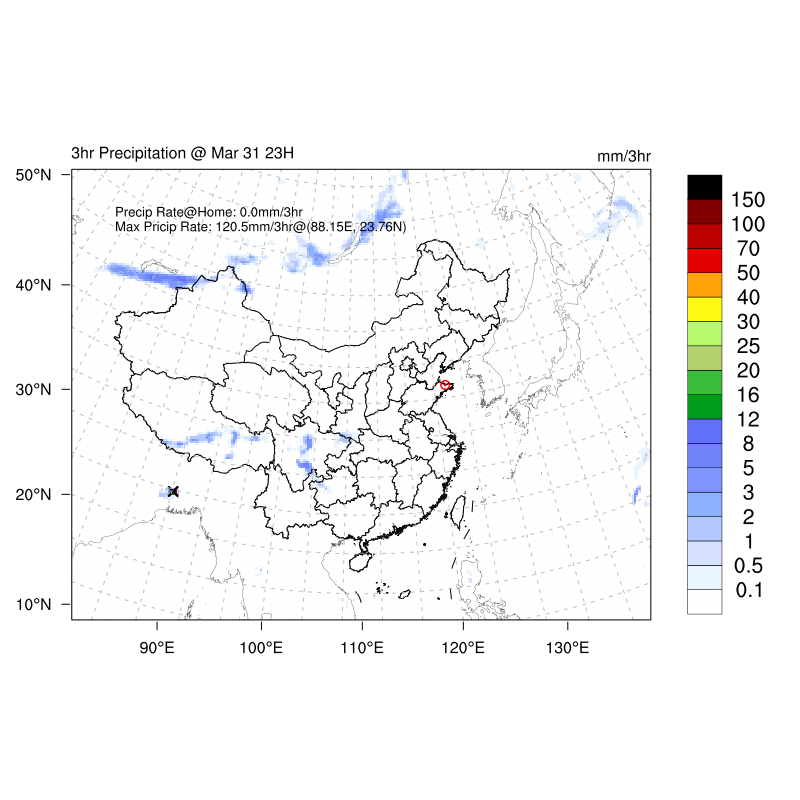 3hr Precipitation @ Mar 31 23H
mm/3hr
Precip Rate@Home: 0.0mm/3hr
Max Pricip Rate: 120.5mm/3hr@(88.15E, 23.76N)
50°N
40°N
30°N
20°N
10°N
90°E
100°E
110°E
120°E
130°E
150
100
70
50
40
30
25
20
16
12
8
5
3
2
1
0.5
0.1